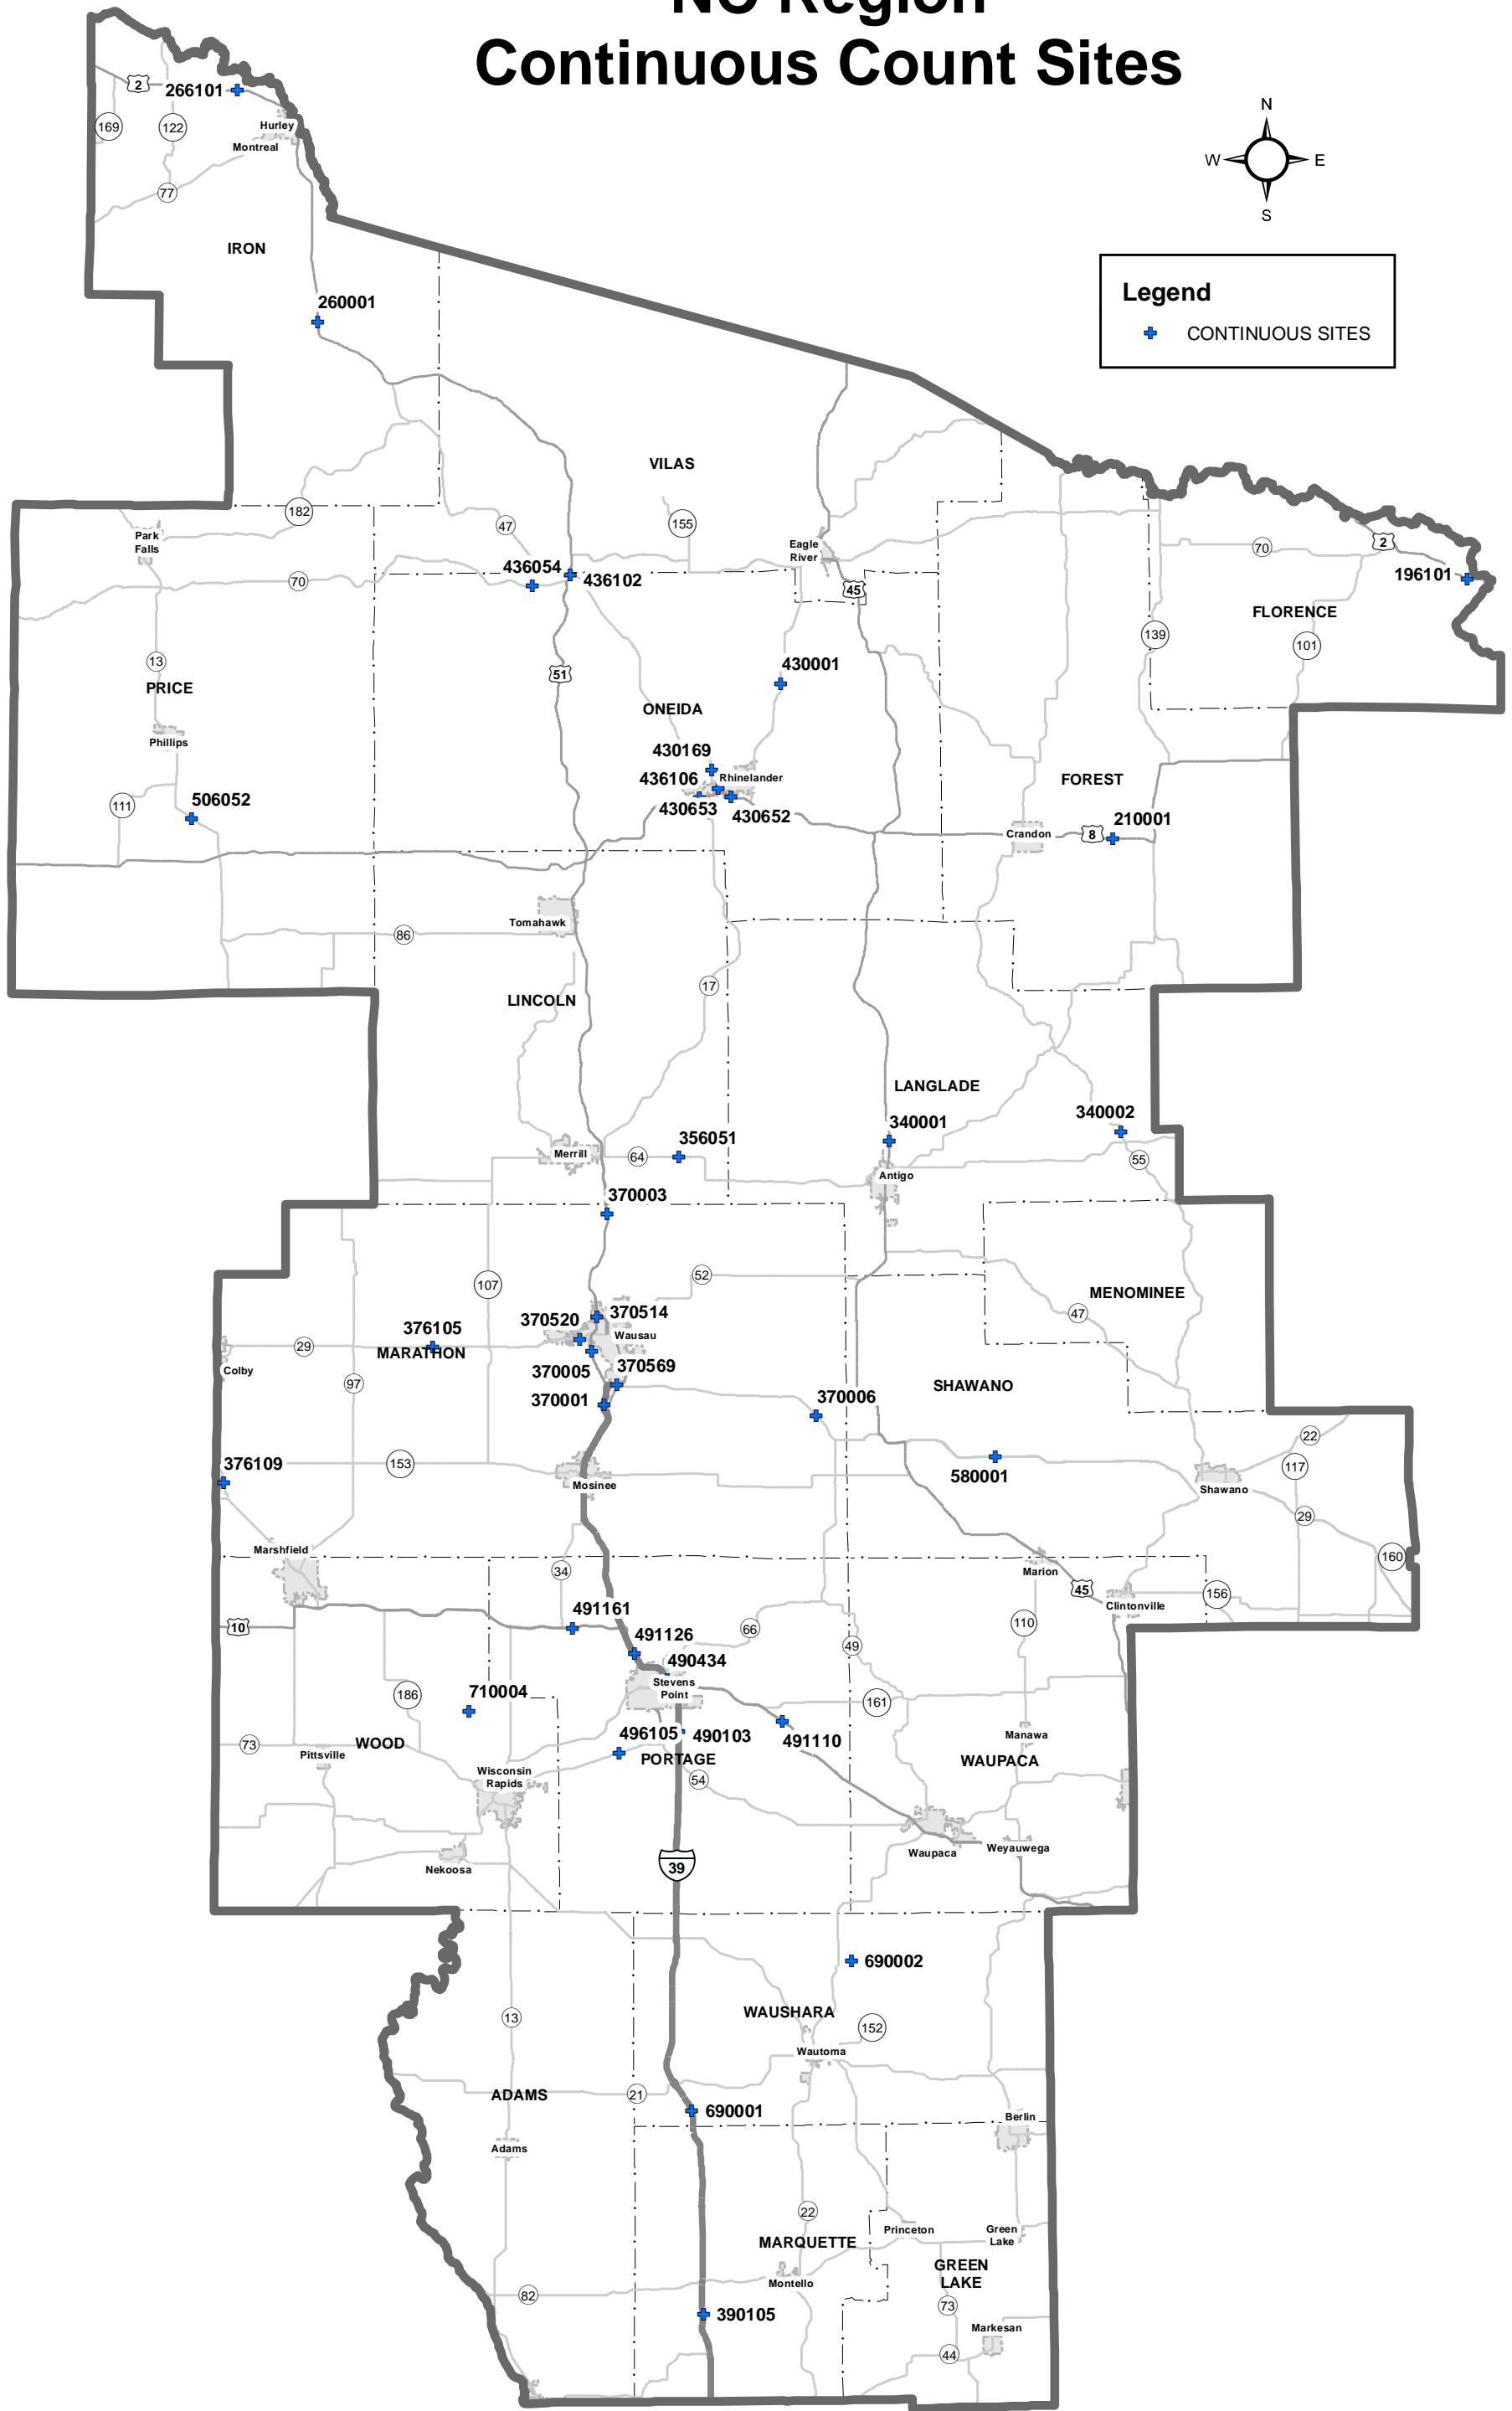 NC Region
Continuous Count Sites
N
W
E
S
Legend
CONTINUOUS SITES
2
266101
169
122
Hurley
Montreal
77
IRON
260001
VILAS
182
47
155
Park
Falls
Eagle
River
70
2
436054
436102
196101
70
45
FLORENCE
139
101
13
51
430001
PRICE
ONEIDA
Phillips
430169
436106
Rhinelander
FOREST
111
506052
430653
430652
210001
Crandon
8
Tomahawk
86
17
LINCOLN
LANGLADE
340001
340002
356051
Merrill
64
55
Antigo
370003
52
107
MENOMINEE
47
370520
370514
376105
Wausau
29
MARATHON
Colby
370005
370569
97
SHAWANO
370001
370006
22
376109
153
117
580001
Mosinee
Shawano
29
Marshfield
34
160
Marion
45
156
Clintonville
491161
10
66
110
491126
49
490434
Stevens
Point
710004
186
161
496105
490103
491110
Manawa
73
WOOD
Pittsville
PORTAGE
WAUPACA
Wisconsin
Rapids
54
Waupaca
Weyauwega
Nekoosa
39
690002
WAUSHARA
13
152
Wautoma
ADAMS
21
690001
Berlin
Adams
22
MARQUETTE
Princeton
Green
Lake
GREEN
LAKE
Montello
82
73
390105
Markesan
44